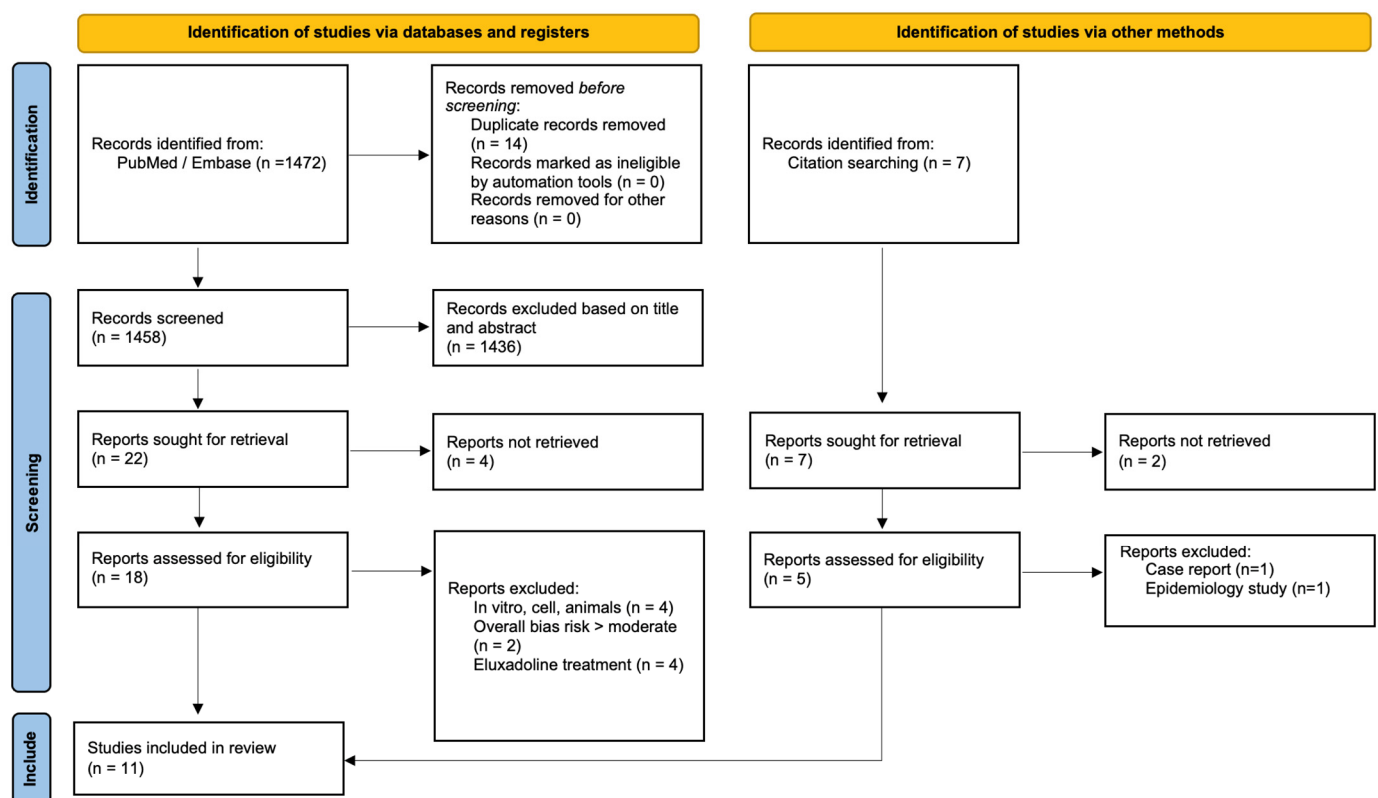 Identification of studies via databases and registers
Identification of studies via other methods
Identification
Records identified from:
PubMed / Embase (n =1472)
Records removed before
screening:
Duplicate records removed
(n = 14)
Records marked as ineligible
by automation tools (n = 0)
Records removed for other
reasons (n = 0)
Records identified from:
Citation searching (n = 7)
Screening
Records screened
(n = 1458)
Records excluded based on title
and abstract
(n = 1436)
Reports sought for retrieval
(n = 22)
Reports not retrieved
(n = 4)
Reports sought for retrieval
(n = 7)
Reports not retrieved
(n = 2)
Reports assessed for eligibility
(n = 18)
Reports excluded:
In vitro, cell, animals (n = 4)
Overall bias risk > moderate
(n = 2)
Eluxadoline treatment (n = 4)
Reports assessed for eligibility
(n = 5)
Reports excluded:
Case report (n=1)
Epidemiology study (n=1)
Include
Studies included in review
(n = 11)